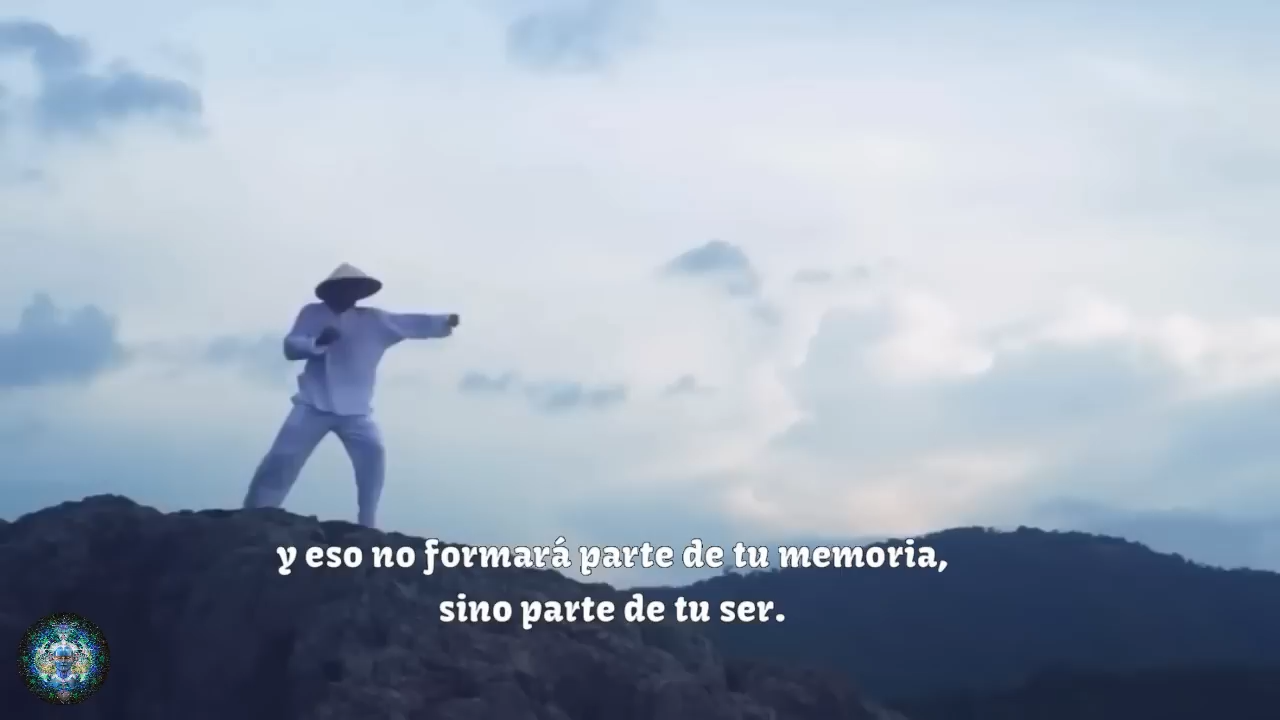 y eso no formará parte de tu memoria,
sino parte de tu ser.